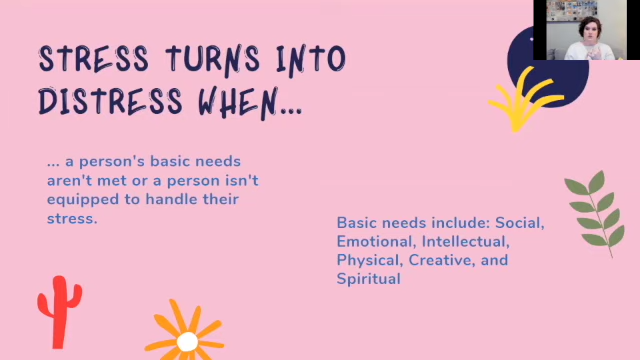 STRESS TURNS INTO
DISTRESS WHEN...
... a person's basic needs
aren't met or a person isn't
equipped to handle their
stress.
Basic needs include: Social,
Emotional, Intellectual,
Physical, Creative, and
Spiritual